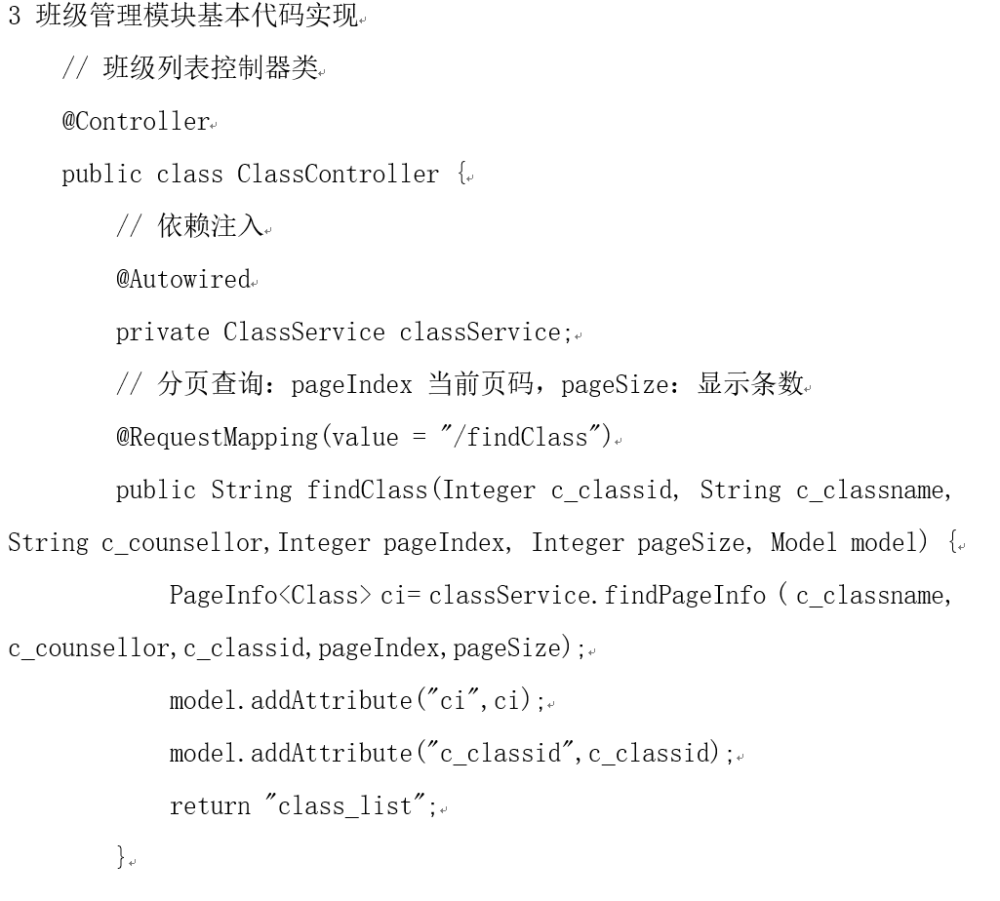 3 班级管理模块基本代码实现
// 班级列表控制器类
@Controller
public class ClassController {
// 依赖注入
@Autowired
private ClassService classService;
// 分页查询：pageIndex 当前页码，pageSize：显示条数
@RequestMapping(value = "/findClass")
public String findClass(Integer c_classid, String c_classname,
String c_counsellor,Integer pageIndex, Integer pageSize, Model model) {
PageInfo<Class> ci= classService.findPageInfo ( c_classname,
c_counsellor,c_classid,pageIndex,pageSize);
model.addAttribute("ci",ci);
model.addAttribute("c_classid",c_classid);
return "class_list";
}